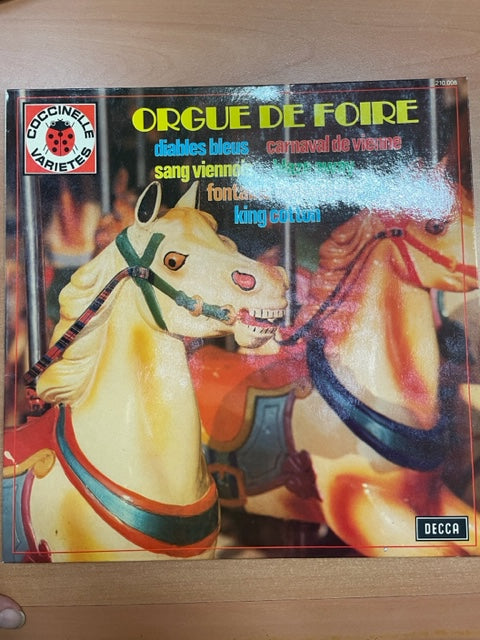 210.008
COCCINELLE
VARIETES
ORGUE DE FOIRE
diables bleus carnaval de vienne
sang viennois
king cotton
DECCA